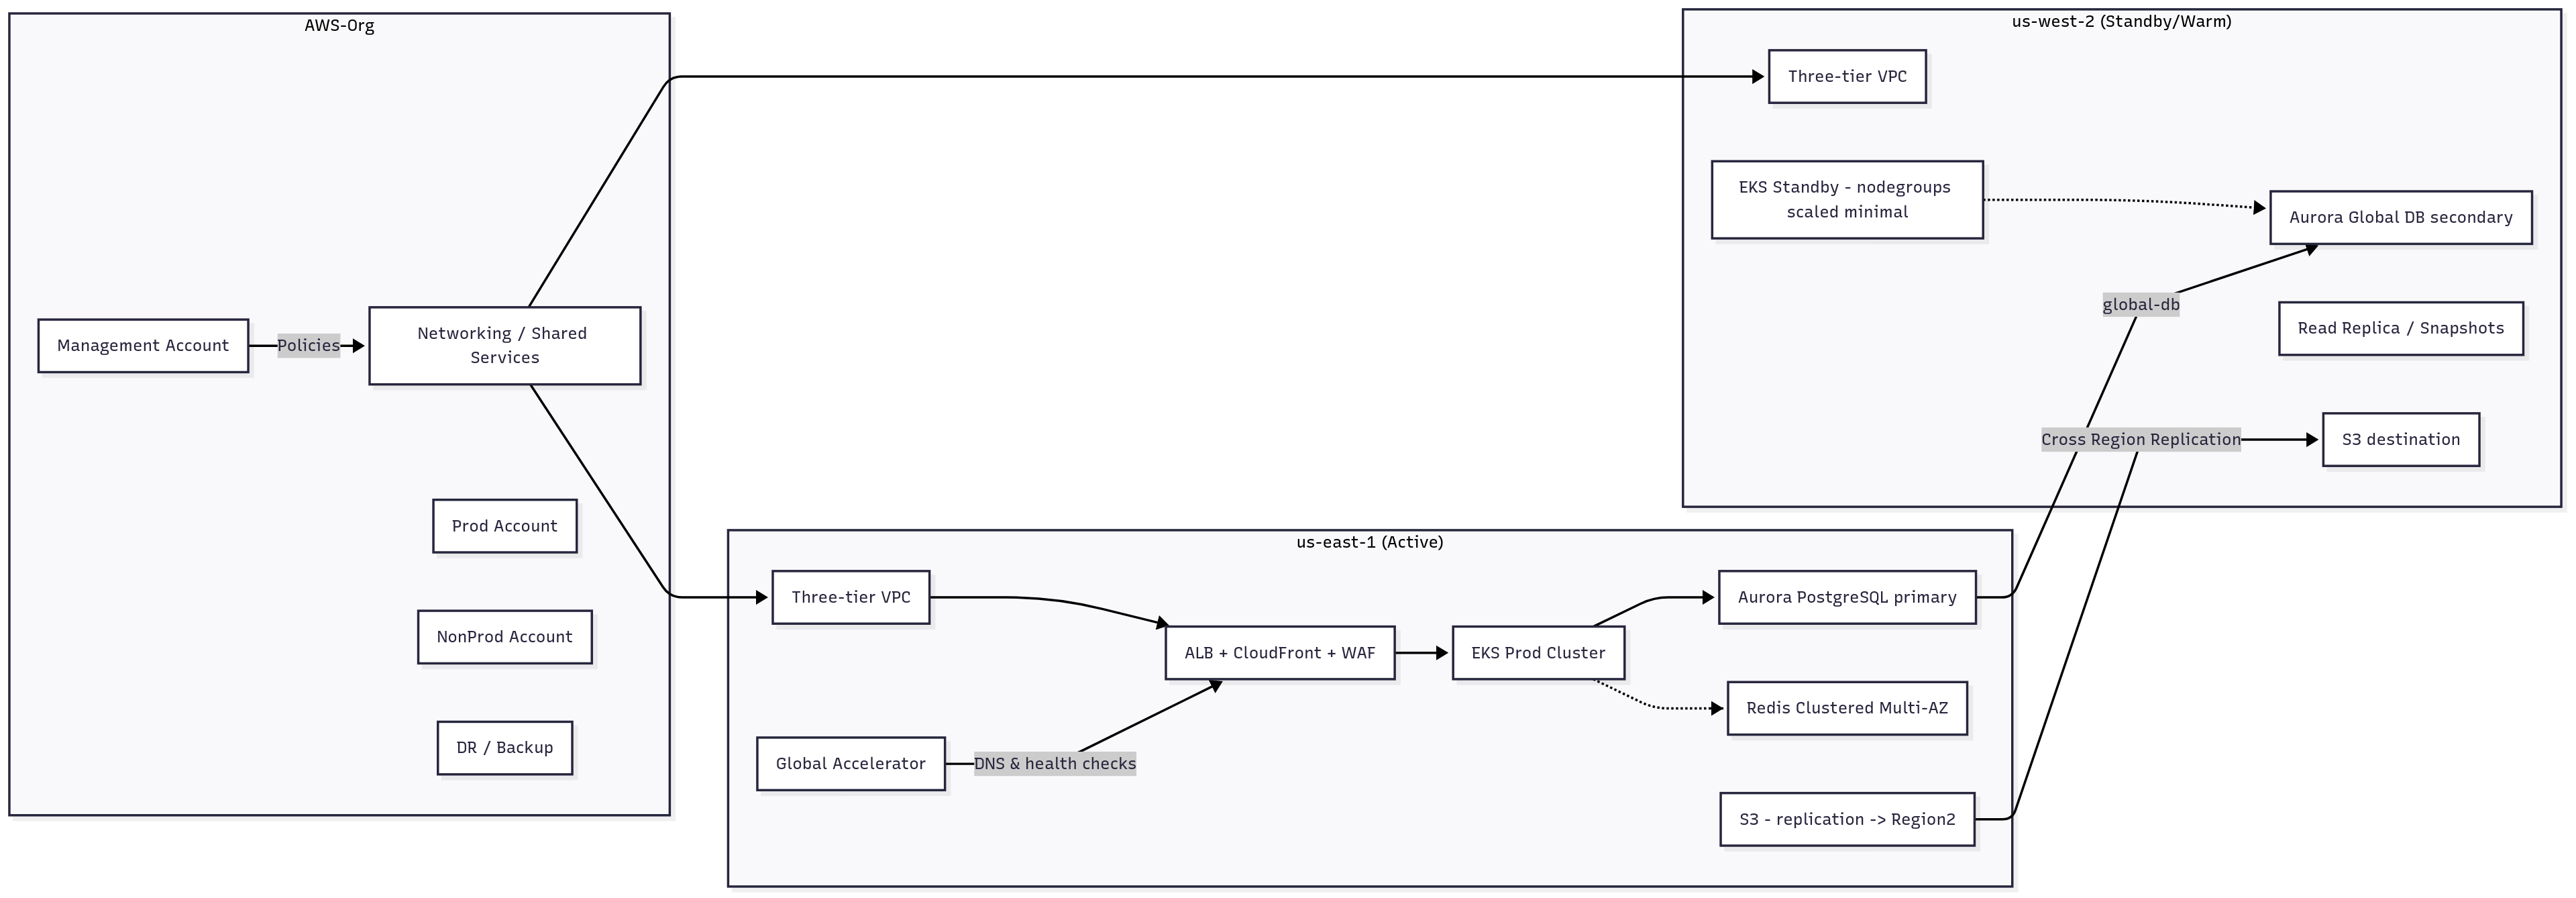 AWS-Org
Management Account
Policies
Networking / Shared
Services
Prod Account
NonProd Account
DR / Backup
us-east-1 (Active)
Three-tier VPC
Global Accelerator
DNS & health checks
ALB + CloudFront + WAF
EKS Prod Cluster
Aurora PostgreSQL primary
Redis Clustered Multi-AZ
S3 - replication -> Region2
us-west-2 (Standby/Warm)
Three-tier VPC
EKS Standby - nodegroups
scaled minimal
Aurora Global DB secondary
global-db
Read Replica / Snapshots
Cross Region Replication
S3 destination